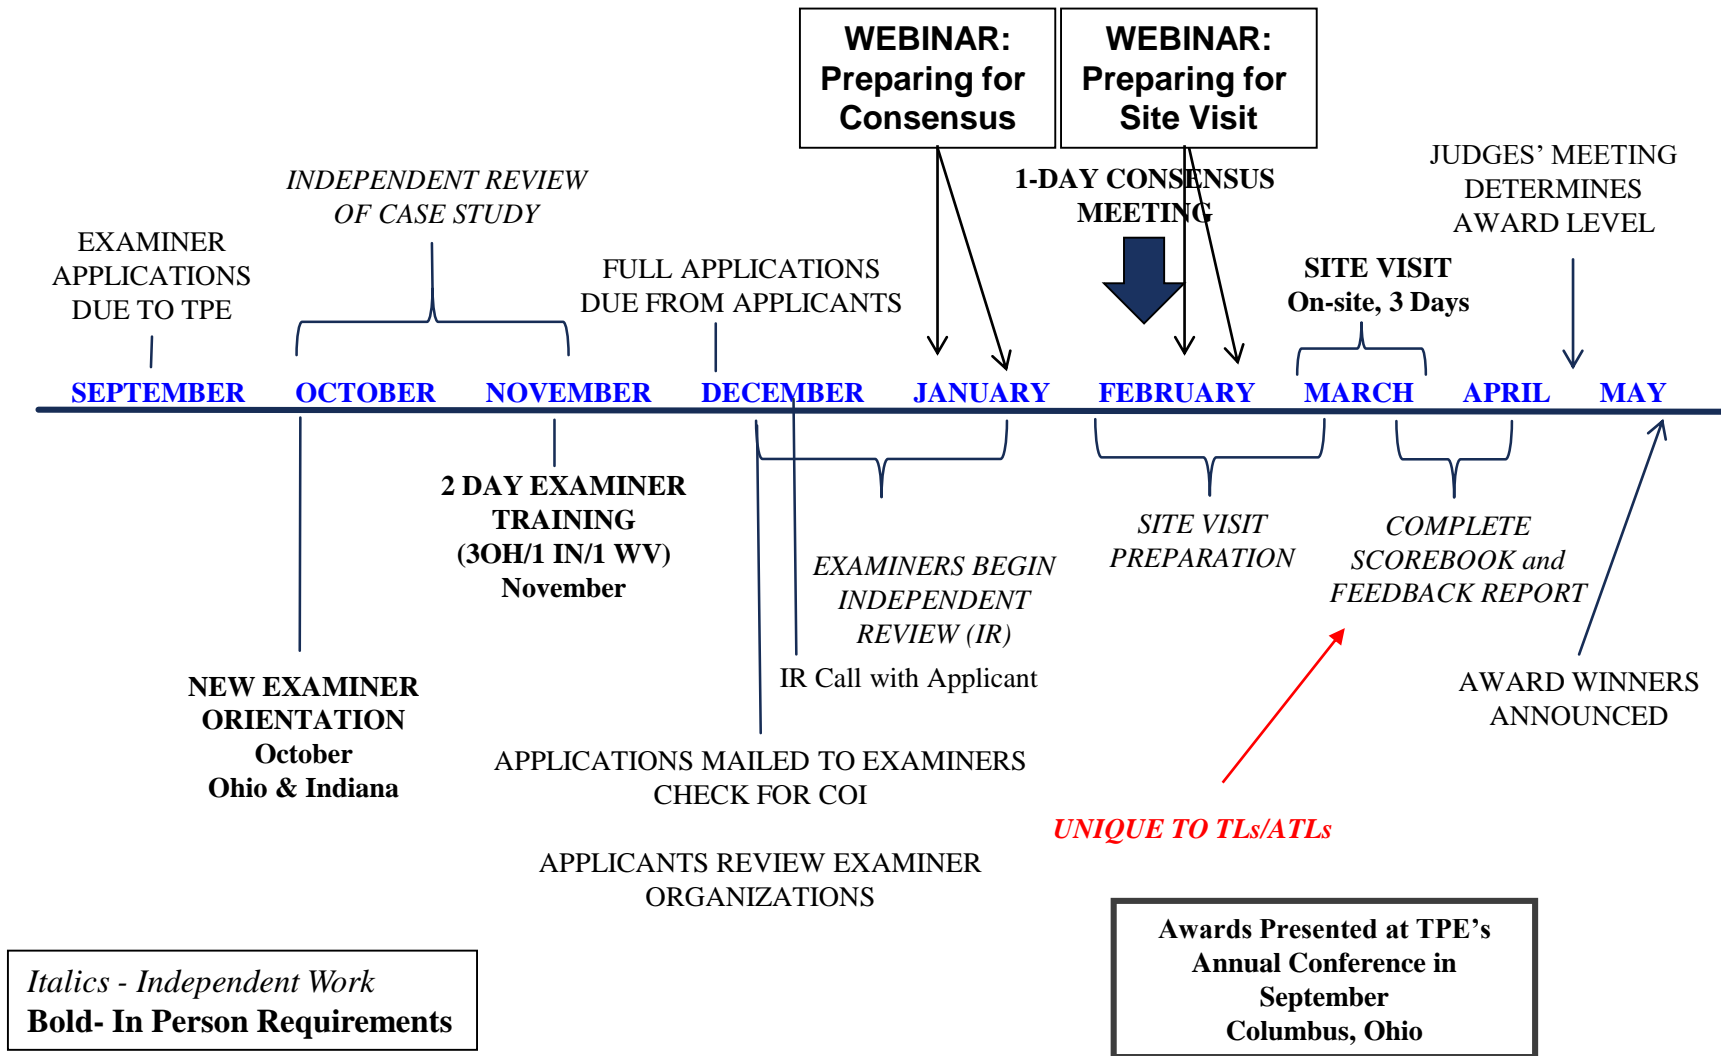 WEBINAR:
Preparing for
Consensus
WEBINAR:
Preparing for
Site Visit
INDEPENDENT REVIEW
OF CASE STUDY
EXAMINER
APPLICATIONS
DUE TO TPE
FULL APPLICATIONS
DUE FROM APPLICANTS
1-DAY CONSENSUS
MEETING
SITE VISIT
On-site, 3 Days
JUDGES’ MEETING
DETERMINES
AWARD LEVEL
SEPTEMBER
OCTOBER
NOVEMBER
DECEMBER
JANUARY
FEBRUARY
MARCH
APRIL
MAY
2 DAY EXAMINER
TRAINING
(3OH/1 IN/1 WV)
November
NEW EXAMINER
ORIENTATION
October
Ohio & Indiana
EXAMINERS BEGIN
INDEPENDENT
REVIEW (IR)
IR Call with Applicant
APPLICATIONS MAILED TO EXAMINERS
CHECK FOR COI
APPLICANTS REVIEW EXAMINER
ORGANIZATIONS
SITE VISIT
PREPARATION
COMPLETE
SCOREBOOK and
FEEDBACK REPORT
UNIQUE TO TLs/ATLs
AWARD WINNERS
ANNOUNCED
Awards Presented at TPE’s
Annual Conference in
September
Columbus, Ohio
Italics - Independent Work
Bold- In Person Requirements